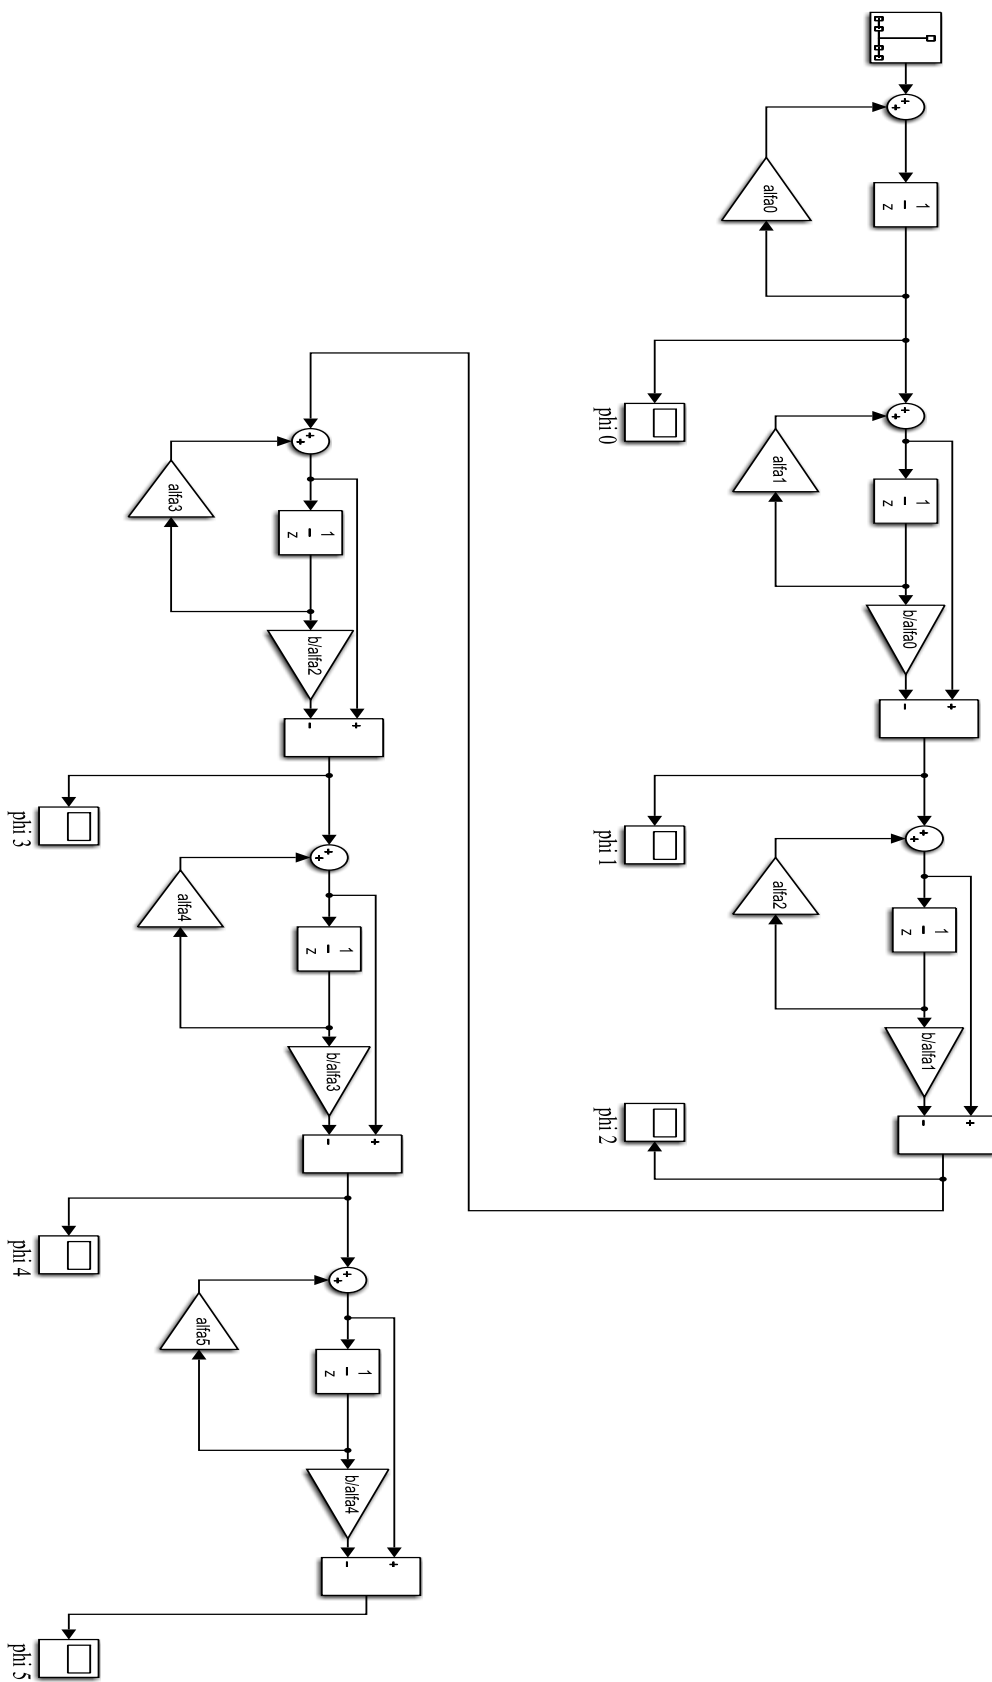 +
+
1
z
alfa0
phi 0
+
+
alfa1
1
z
b/alfa0
+
-
phi 1
+
+
alfa2
1
z
b/alfa1
+
-
phi 2
+
+
alfa3
1
z
b/alfa2
+
-
phi 3
+
+
alfa4
1
z
b/alfa3
+
-
phi 4
+
+
alfa5
1
z
b/alfa4
+
-
phi 5